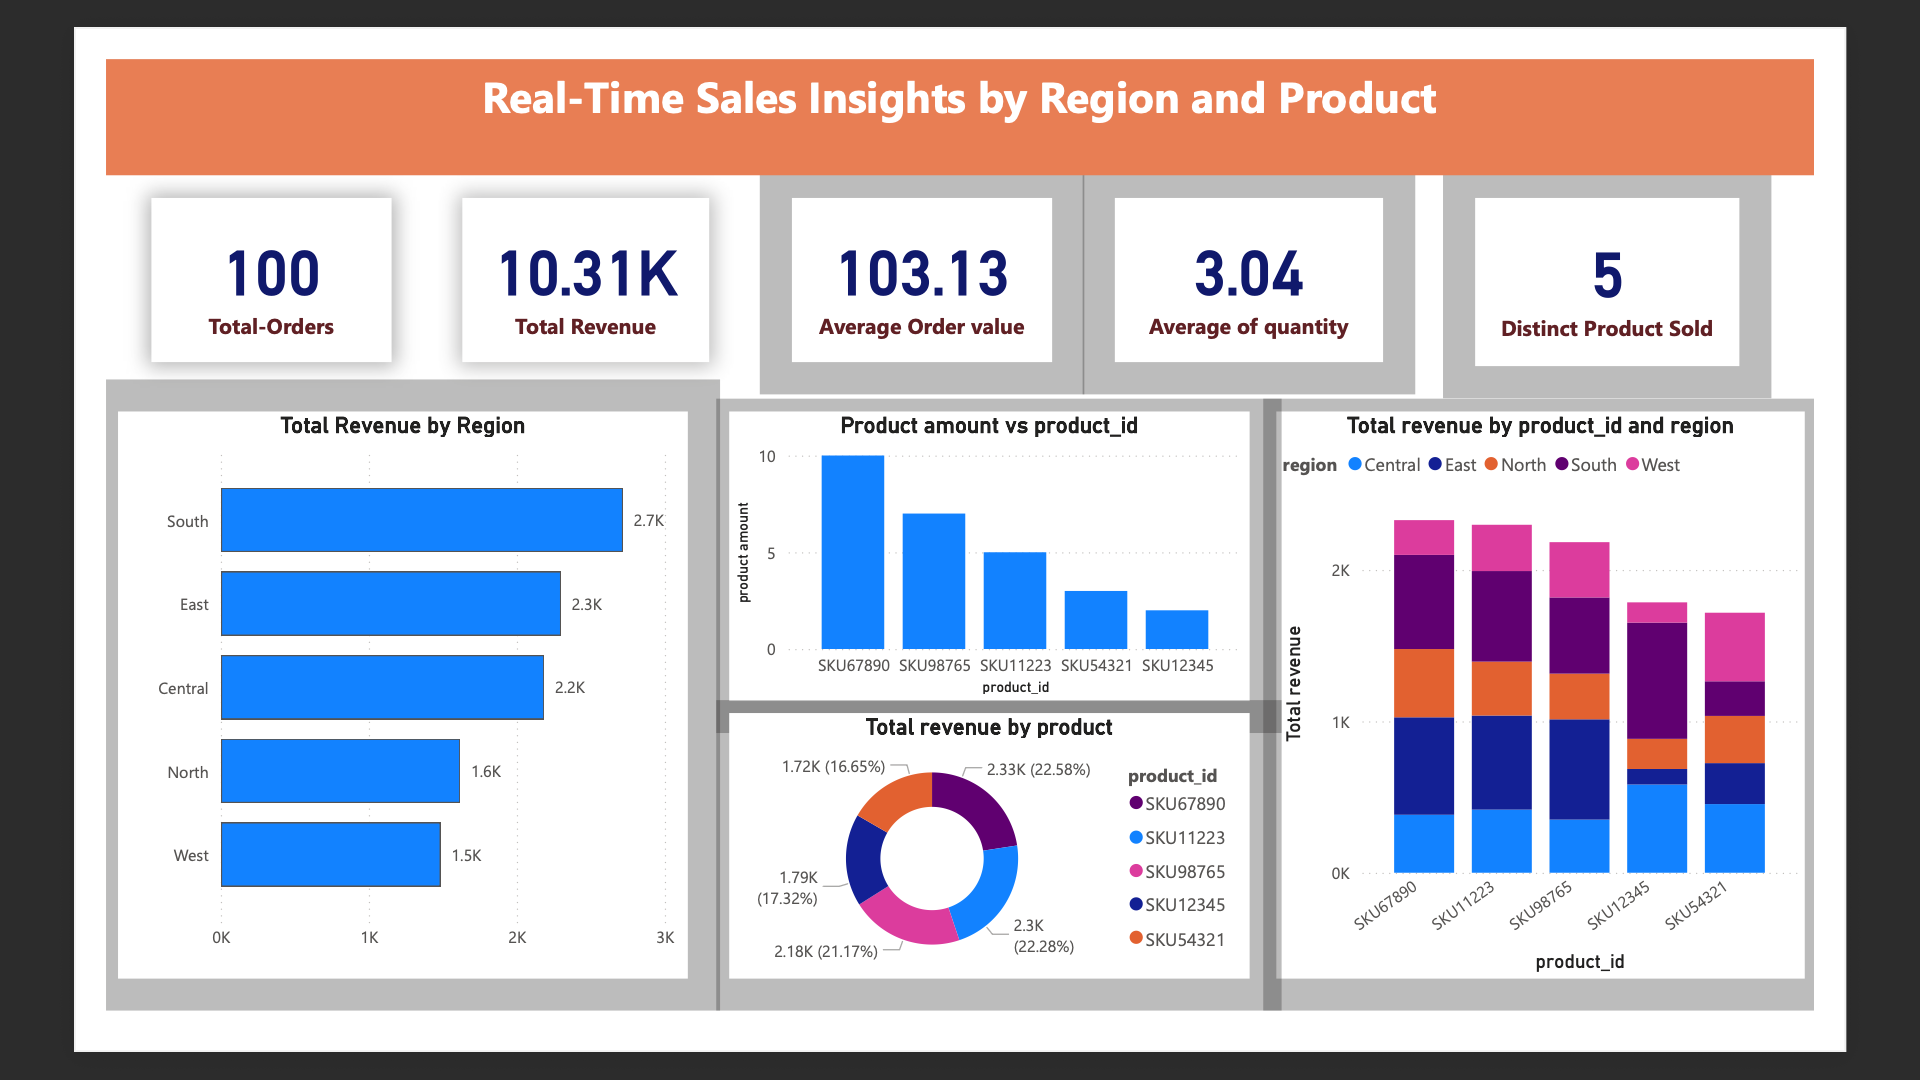 Real-Time Sales Insights by Region and Product
100
Total-Orders
10.31K
Total Revenue
103.13
Average Order value
3.04
Average of quantity
5
Distinct Product Sold
Total Revenue by Region
South
2.7K
East
2.3K
Central
2.2K
North
1.6K
West
1.5K
0K 1K 2K 3K
Product amount vs product_id
product amount
10
5
0
SKU67890 SKU98765 SKU11223 SKU54321 SKU12345
product_id
Total revenue by product
1.72K (16.65%)
2.33K (22.58%)
1.79K
(17.32%)
2.18K (21.17%)
2.3K
(22.28%)
product_id
SKU67890
SKU11223
SKU98765
SKU12345
SKU54321
Total revenue by product_id and region
region Central East North South West
Total revenue
2K
1K
0K
SKU67890 SKU11223 SKU98765 SKU12345 SKU54321
product_id